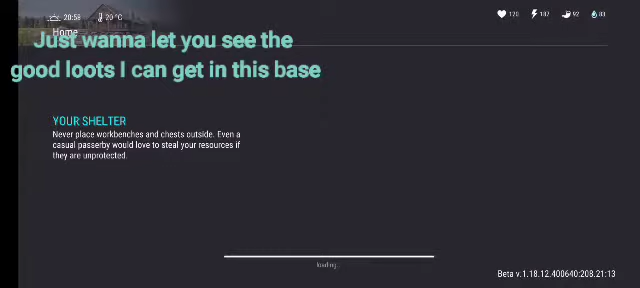 20:58 20 °C 120 187 92 83
Home
Just wanna let you see the
good loots I can get in this base
YOUR SHELTER
Never place workbenches and chests outside. Even a
casual passerby would love to steal your resources if
they are unprotected.
loading..
Beta v.1.18.12.400640:208.21:13